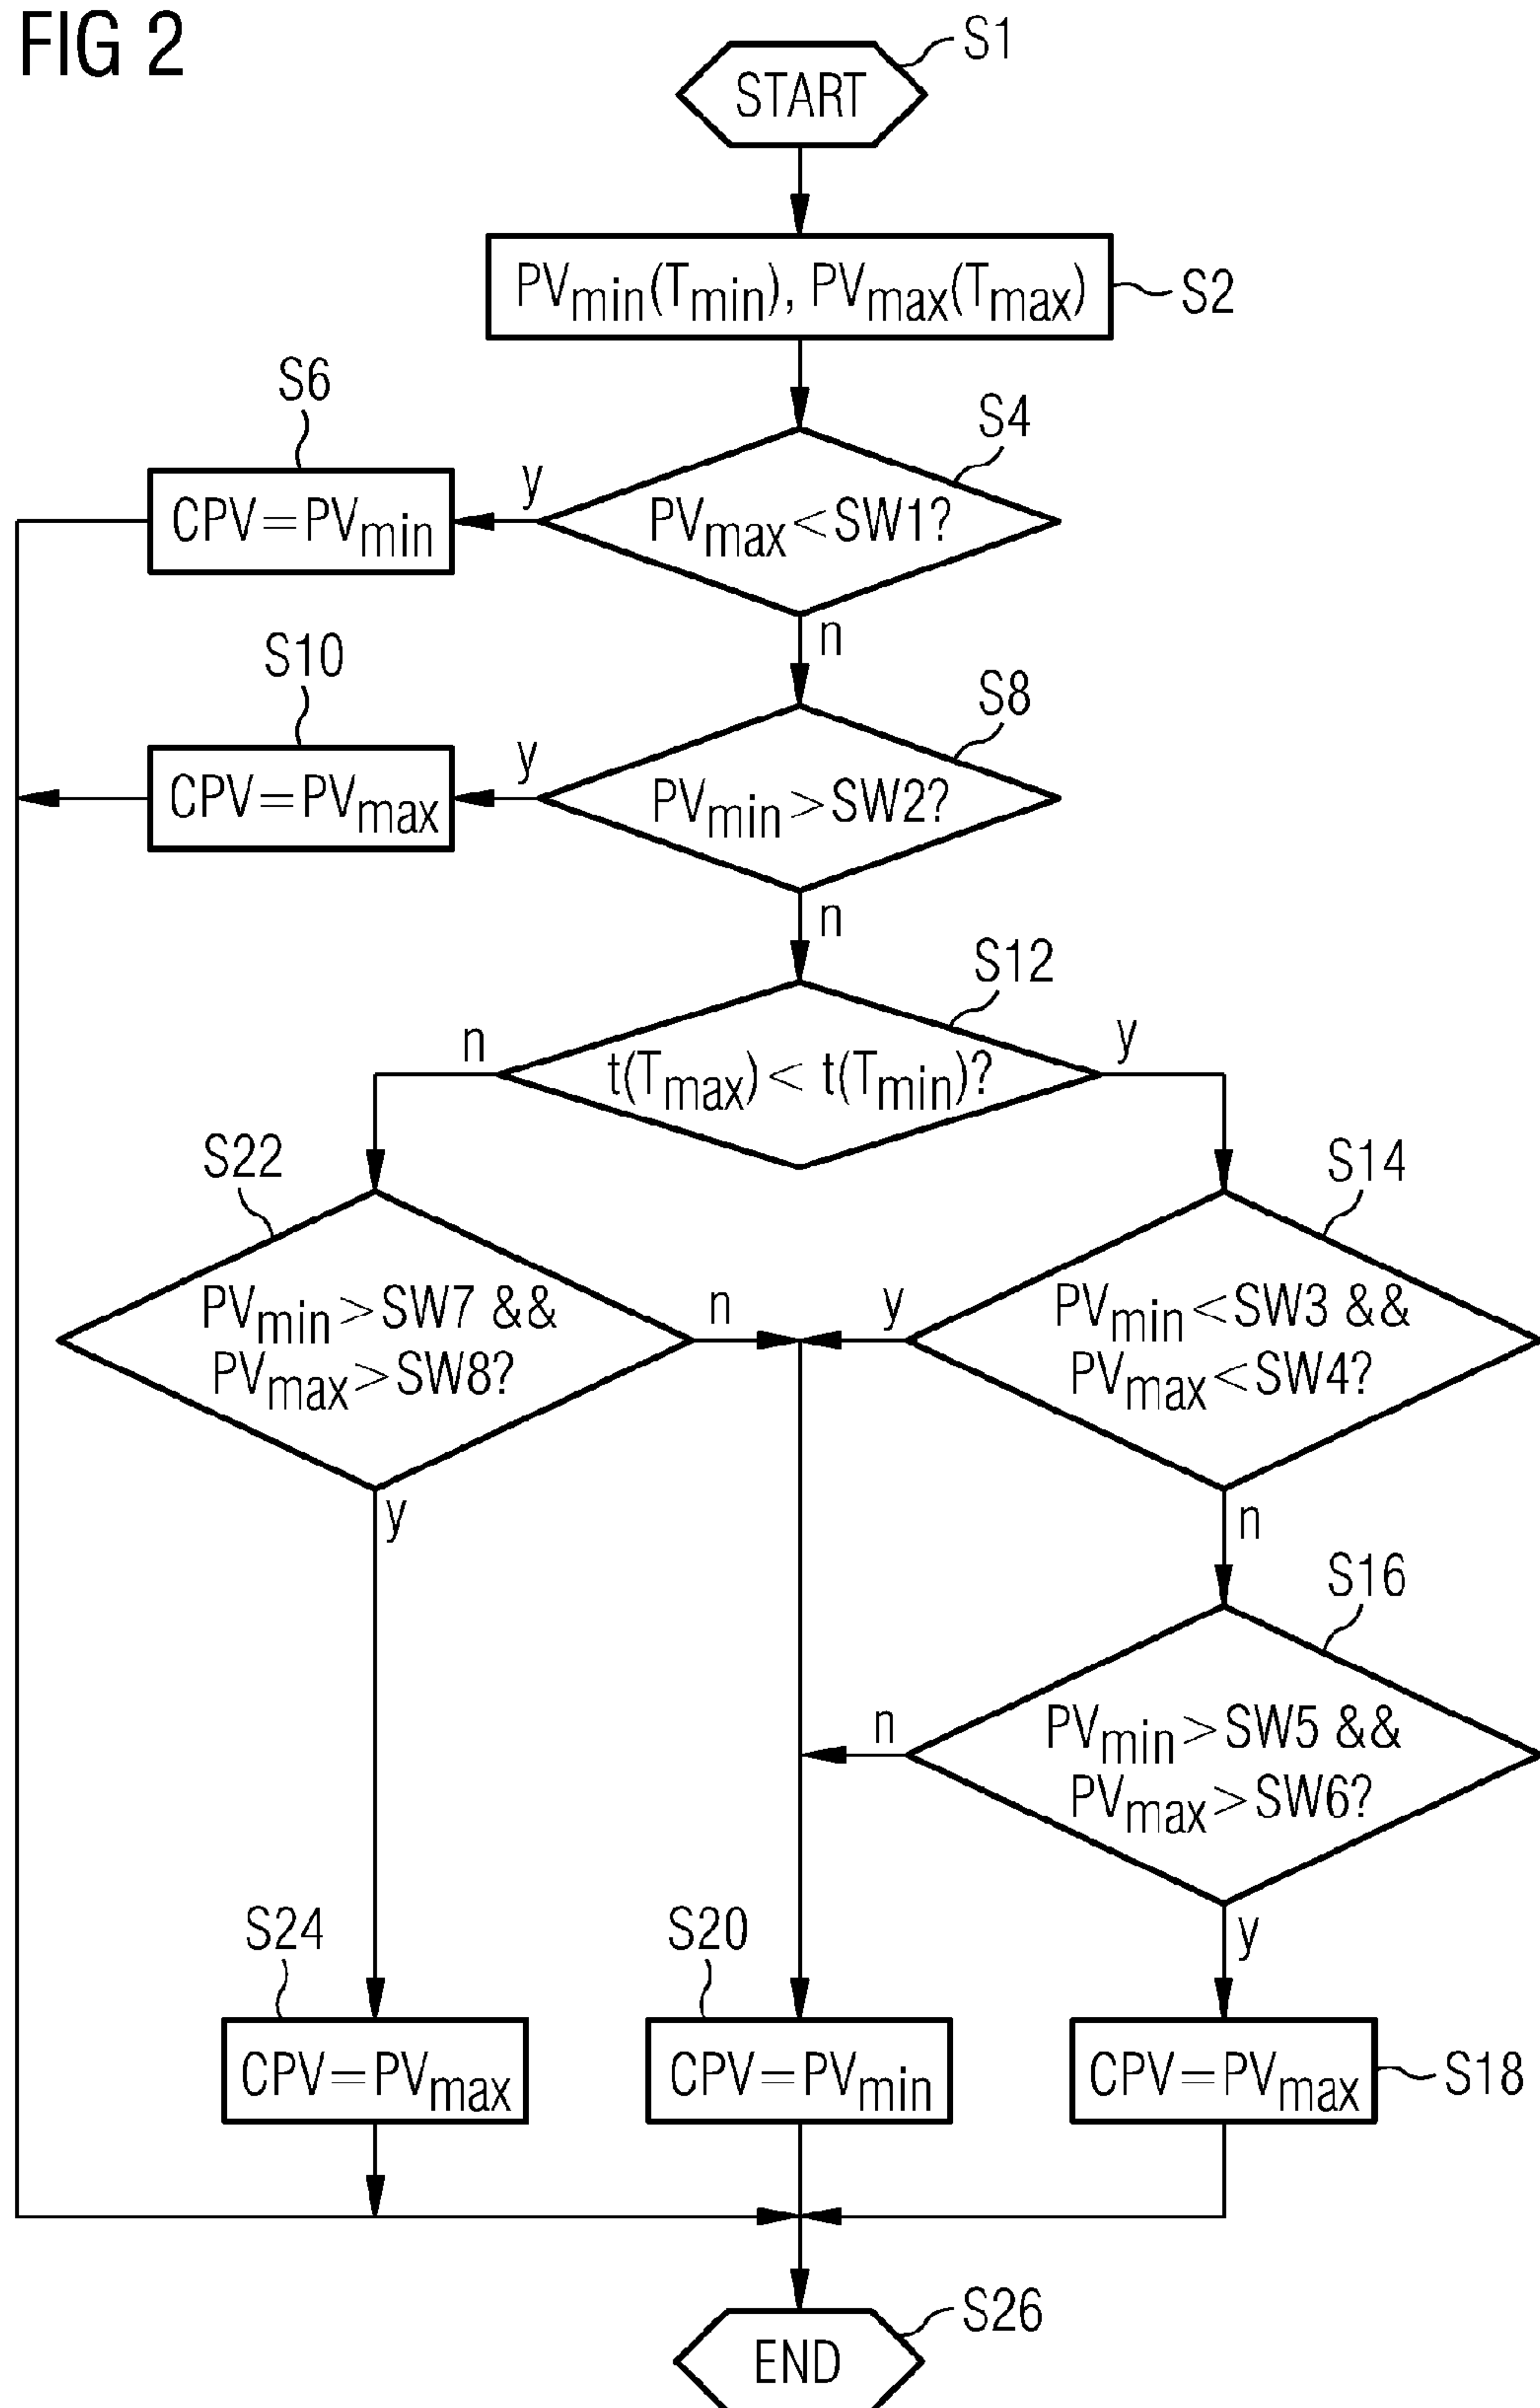 FIG 2
S1
START
PVmin(Tmin), PVmax(Tmax)
S2
S6
S4
CPV=PVmin
y
PVmax<SW1?
n
S10
S8
CPV=PVmax
y
PVmin>SW2?
n
S12
n
t(Tmax)< t(Tmin)?
y
S22
S14
PVmin>SW7 &&
PVmax>SW8?
n
y
PVmin<SW3 &&
PVmax<SW4?
y
n
S16
n
PVmin>SW5 &&
PVmax>SW6?
y
S24
S20
CPV=PVmax
CPV=PVmin
CPV=PVmax
S18
S26
END